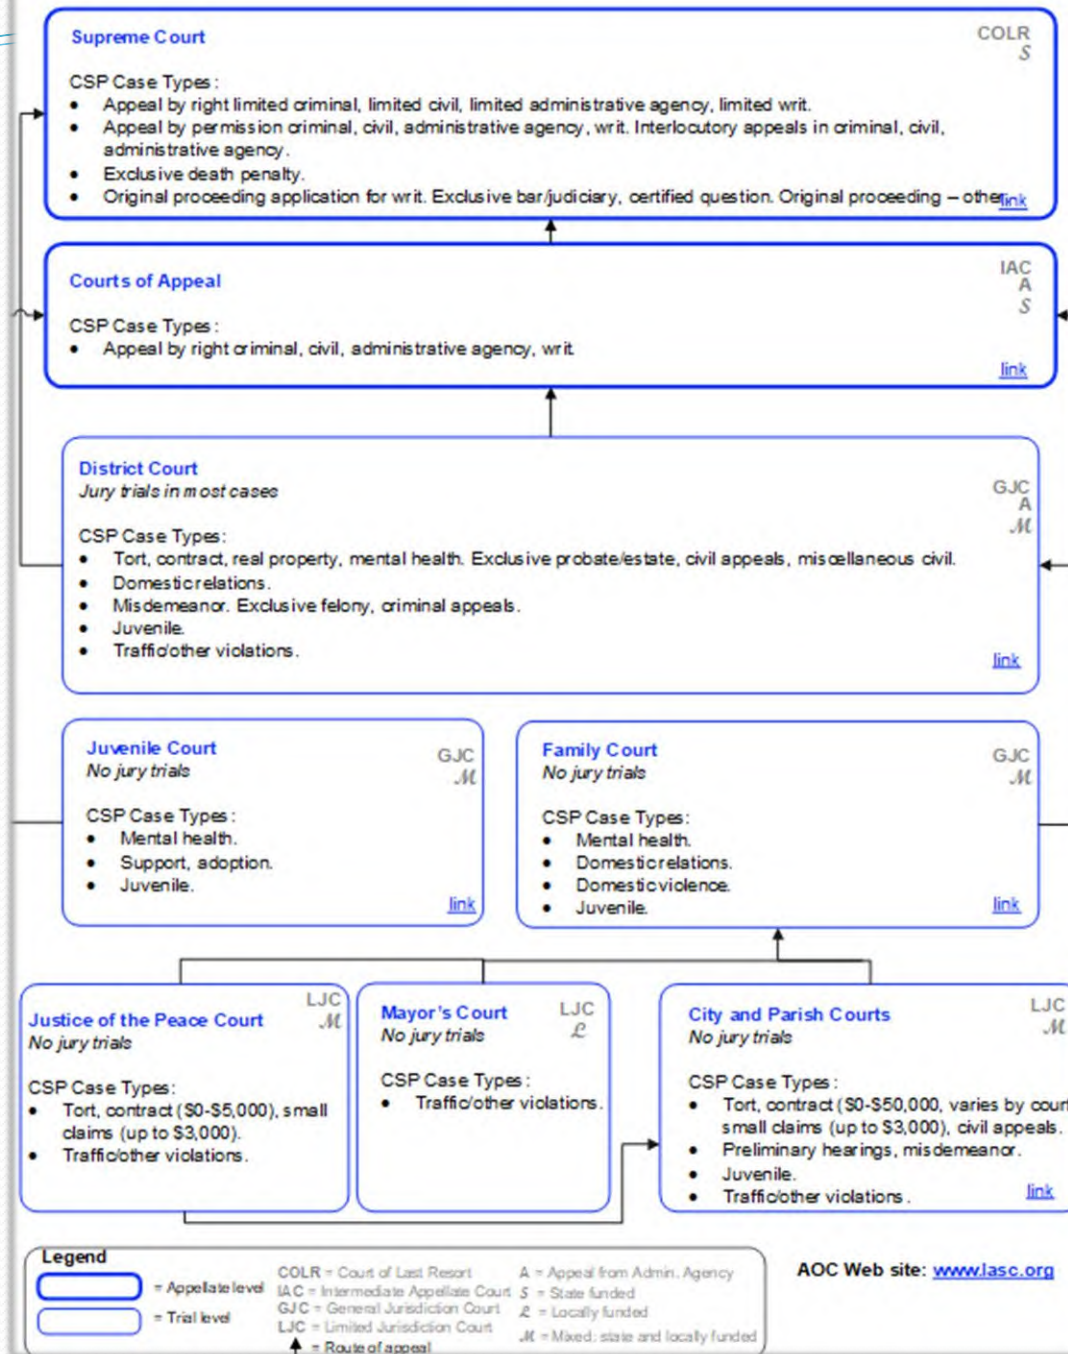 Supreme Court
COLR
S
CSP Case Types:
• Appeal by right limited criminal, limited civil, limited administrative agency, limited writ.
• Appeal by permission criminal, civil, administrative agency, writ. Interlocutory appeals in criminal, civil,
administrative agency.
• Exclusive death penalty.
• Original proceeding application for writ. Exclusive bar/judiciary, certified question. Original proceeding – other.
link
Courts of Appeal
IAC
A
S
CSP Case Types:
• Appeal by right criminal, civil, administrative agency, writ.
link
District Court
Jury trials in most cases
GJC
A
M
CSP Case Types:
• Tort, contract, real property, mental health. Exclusive probate/estate, civil appeals, miscellaneous civil.
• Domestic relations.
• Misdemeanor. Exclusive felony, criminal appeals.
• Juvenile.
• Traffic/other violations.
link
Juvenile Court
No jury trials
GJC
M
CSP Case Types:
• Mental health.
• Support, adoption.
• Juvenile.
link
Family Court
No jury trials
GJC
M
CSP Case Types:
• Mental health.
• Domestic relations.
• Domestic violence.
• Juvenile.
link
Justice of the Peace Court
No jury trials
LJC
M
CSP Case Types:
• Tort, contract ($0-$5,000), small
claims (up to $3,000).
• Traffic/other violations.
Mayor's Court
No jury trials
LJC
L
CSP Case Types:
• Traffic/other violations.
City and Parish Courts
No jury trials
LJC
M
CSP Case Types:
• Tort, contract ($0-$50,000, varies by court
small claims (up to $3,000), civil appeals.
• Preliminary hearings, misdemeanor.
• Juvenile.
• Traffic/other violations.
link
Legend
= Appellate level
= Trial level
COLR = Court of Last Resort
IAC = Intermediate Appellate Court
GJC = General Jurisdiction Court
LJC = Limited Jurisdiction Court
= Route of appeal
A = Appeal from Admin. Agency
S = State funded
L = Locally funded
M = Mixed: state and locally funded
AOC Web site: www.lasc.org